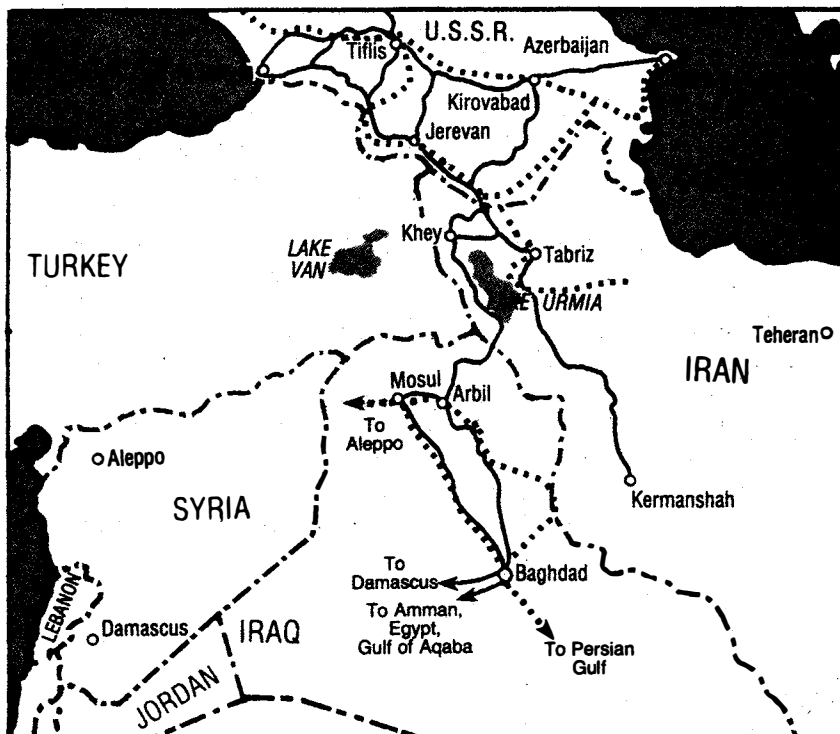 U.S.S.R.
Tiflis
Azerbaijan
Kirovabad
Jerevan
Khey
LAKE
VAN
TURKEY
Tabriz
URMIA
Teheran
IRAN
Mosul
Arbil
To
Aleppo
Aleppo
SYRIA
Kermanshah
To
Damascus
Baghdad
To Amman,
Egypt,
Gulf of Aqaba
To Persian
Gulf
LEBANON
Damascus
IRAQ
JORDAN